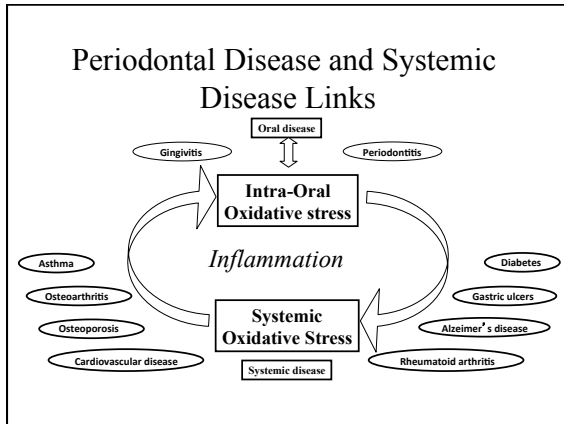 Periodontal Disease and Systemic
Disease Links
Oral disease
Gingivitis
Periodontitis
Intra-Oral
Oxidative stress
Inflammation
Asthma
Diabetes
Osteoarthritis
Gastric ulcers
Osteoporosis
Alzeimer's disease
Cardiovascular disease
Rheumatoid arthritis
Systemic
Oxidative Stress
Systemic disease